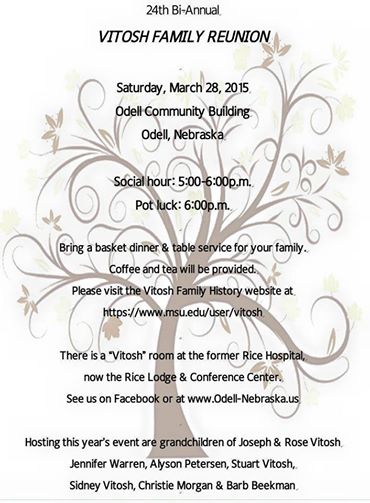 24th Bi-Annual
VITOSH FAMILY REUNION
Saturday, March 28, 2015
Odell Community Building
Odell, Nebraska
Social hour: 5:00-6:00p.m.
Pot luck: 6:00p.m.
Bring a basket dinner & table service for your family.
Coffee and tea will be provided.
Please visit the Vitosh Family History website at
https://www.msu.edu/user/vitosh
There is a "Vitosh" room at the former Rice Hospital,
now the Rice Lodge & Conference Center.
See us on Facebook or at www.Odell-Nebraska.us
Hosting this year's event are grandchildren of Joseph & Rose Vitosh
Jennifer Warren, Alyson Petersen, Stuart Vitosh,
Sidney Vitosh, Christie Morgan & Barb Beekman